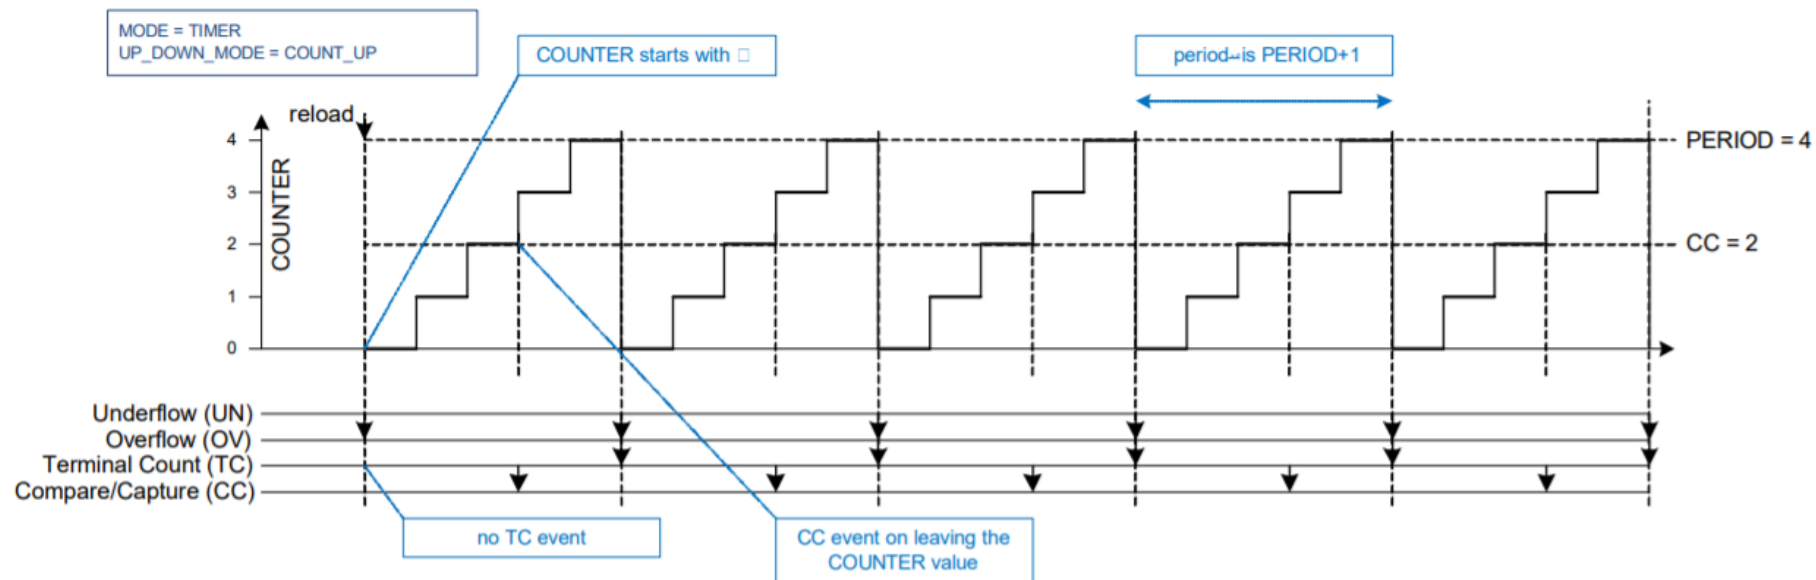 MODE = TIMER
UP_DOWN_MODE = COUNT_UP
COUNTER starts with □
period is PERIOD+1
reload
4
3
2
1
0
COUNTER
PERIOD = 4
CC = 2
Underflow (UN)
Overflow (OV)
Terminal Count (TC)
Compare/Capture (CC)
no TC event
CC event on leaving the
COUNTER value